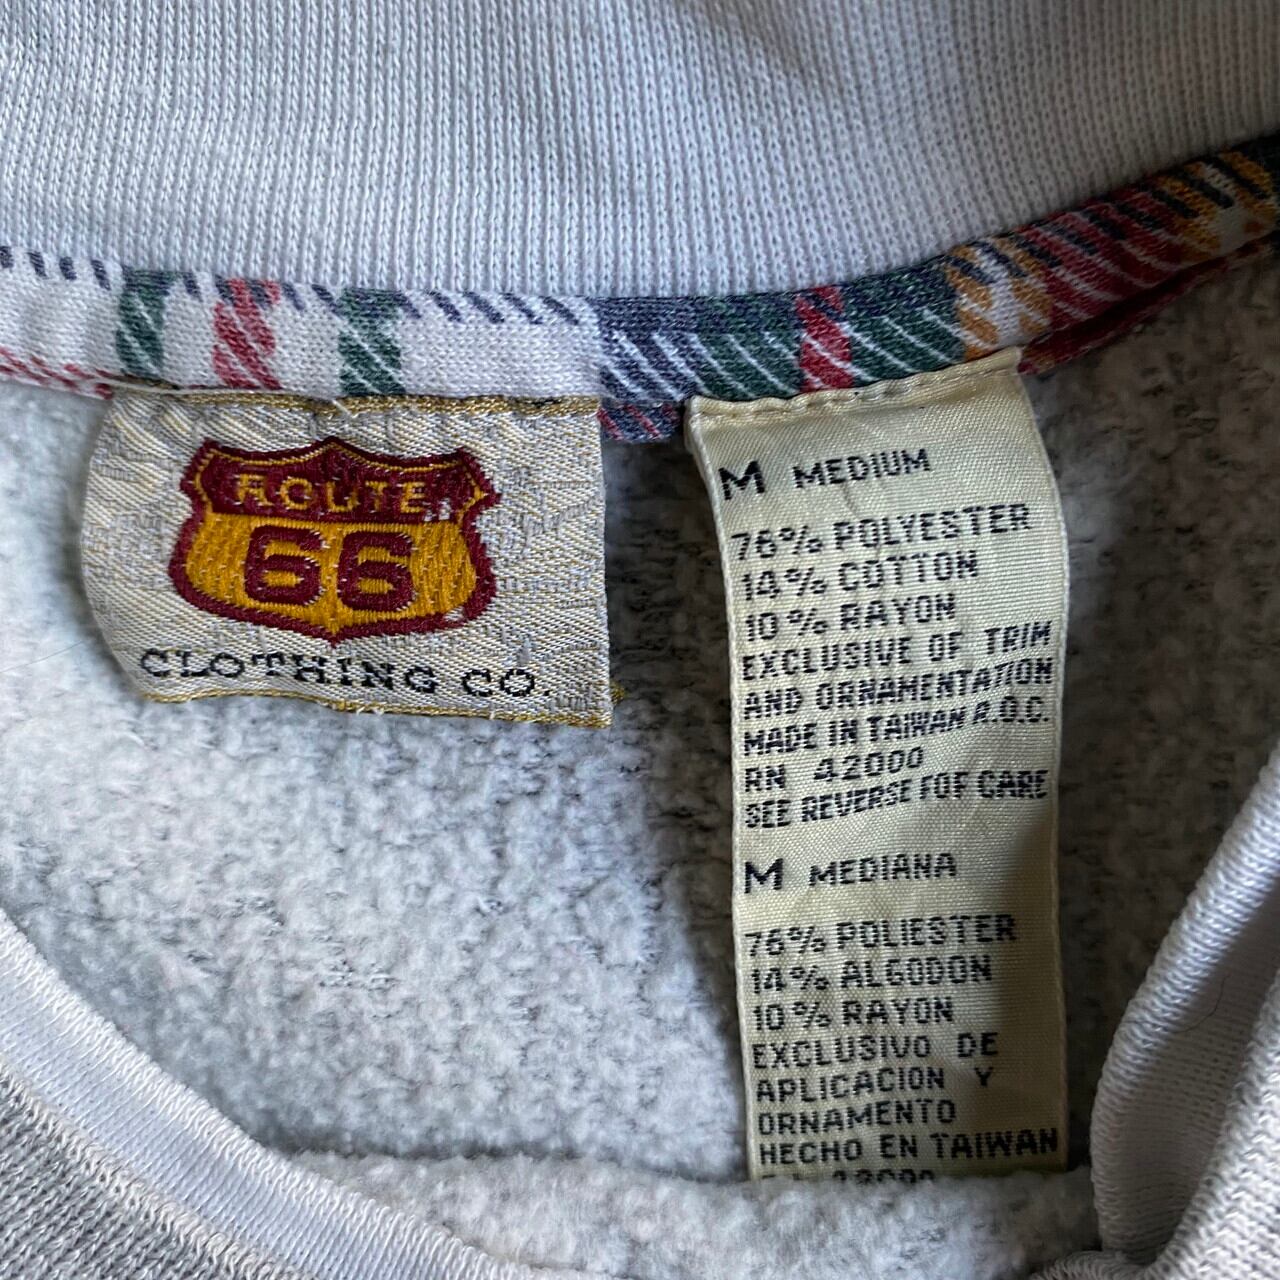 ROUTE
66
CLOTHING CO.
M MEDIUM
76% POLYESTER
14% COTTON
10% RAYON
EXCLUSIVE OF TRIM
AND ORNAMENTATION
MADE IN TAIWAN R.O.C.
RN 42000
SEE REVERSE FOR CARE
M MEDIANA
76% POLIESTER
14% ALGODON
10% RAYON
EXCLUSIVO DE
APLICACION Y
ORNAMENTO
HECHO EN TAIWAN